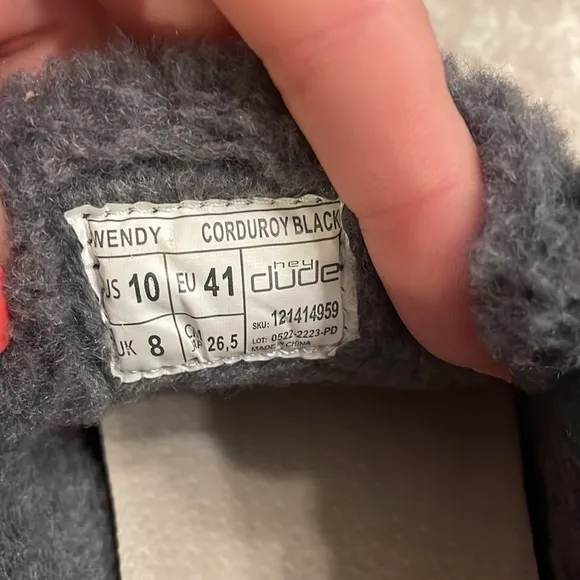 WENDY CORDUROY BLACK
US 10 EU 41 hey dude
UK 8 26,5 SKU: 121414959
LOT: 0522-2223-PD
MADE IN CHINA